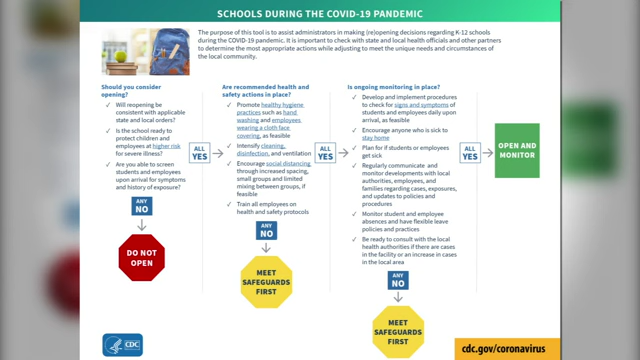 SCHOOLS DURING THE COVID-19 PANDEMIC
The purpose of this tool is to assist administrators in making (re)opening decisions regarding K-12 schools
during the COVID-19 pandemic. It is important to check with state and local health officials and other partners
to determine the most appropriate actions while adjusting to meet the unique needs and circumstances of
the local community.
Should you consider
opening?
✓ Will reopening be
consistent with applicable
state and local orders?
✓ Is the school ready to
protect children and
employees at higher risk
for severe illness?
✓ Are you able to screen
students and employees
upon arrival for symptoms
and history of exposure?
ANY
NO
DO NOT
OPEN
ALL
YES
Are recommended health and
safety actions in place?
✓ Promote healthy hygiene
practices such as hand
washing and employees
wearing a cloth face
covering, as feasible
✓ Intensify cleaning,
disinfection, and ventilation
✓ Encourage social distancing
through increased spacing,
small groups and limited
mixing between groups, if
feasible
✓ Train all employees on
health and safety protocols
ANY
NO
MEET
SAFEGUARDS
FIRST
ALL
YES
Is ongoing monitoring in place?
✓ Develop and implement procedures
to check for signs and symptoms of
students and employees daily upon
arrival, as feasible
✓ Encourage anyone who is sick to
stay home
✓ Plan for if students or employees
get sick
✓ Regularly communicate and
monitor developments with local
authorities, employees, and
families regarding cases, exposures,
and updates to policies and
procedures
✓ Monitor student and employee
absences and have flexible leave
policies and practices
✓ Be ready to consult with the local
health authorities if there are cases
in the facility or an increase in cases
in the local area
ANY
NO
MEET
SAFEGUARDS
FIRST
ALL
YES
OPEN AND
MONITOR
CDC
cdc.gov/coronavirus